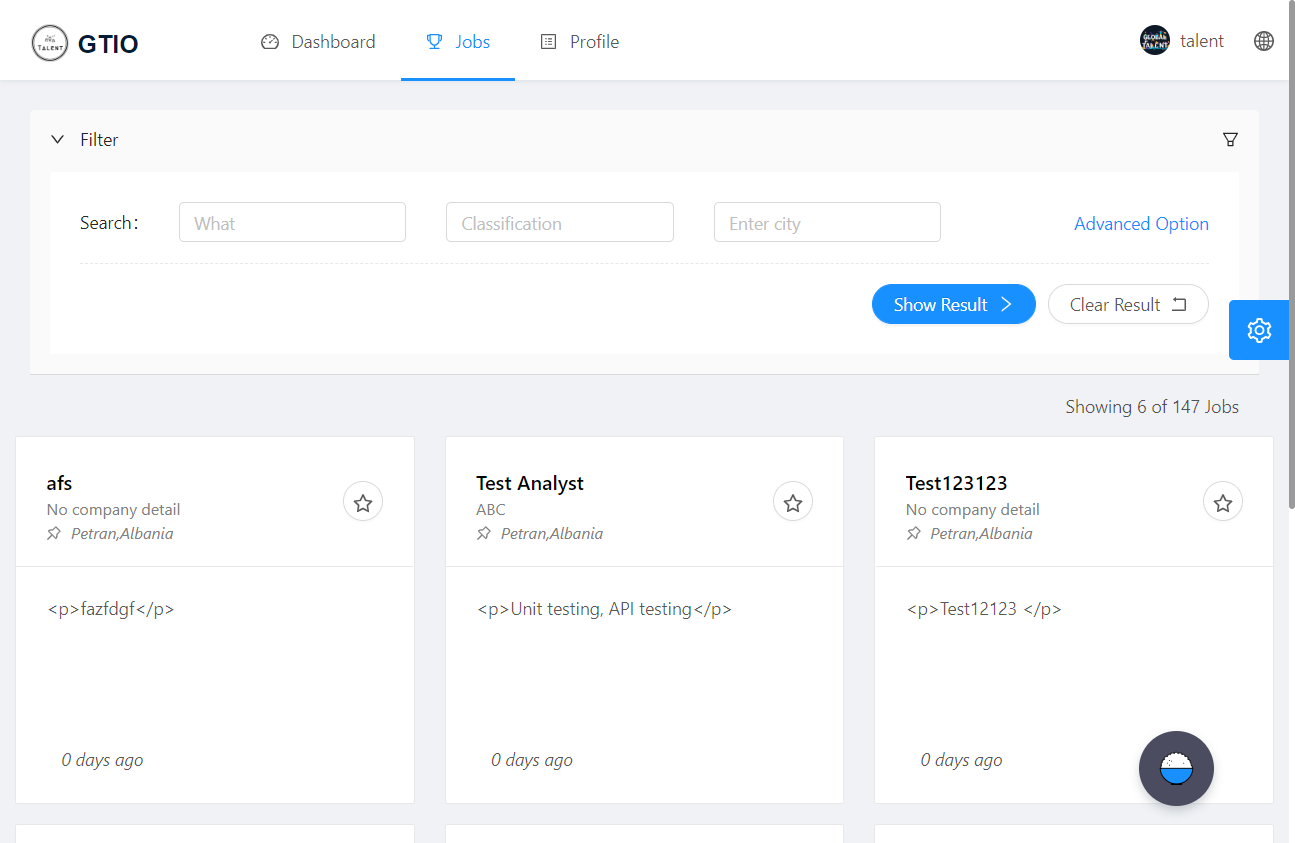 TALENT
GTIO
Dashboard
Jobs
Profile
GLOBAL
TALENT
talent
Filter
Search:
What
Classification
Enter city
Advanced Option
Show Result
Clear Result
Showing 6 of 147 Jobs
afs
No company detail
Petran,Albania
<p>fazfdgf</p>
0 days ago
Test Analyst
ABC
Petran,Albania
<p>Unit testing, API testing</p>
0 days ago
Test123123
No company detail
Petran,Albania
<p>Test12123 </p>
0 days ago